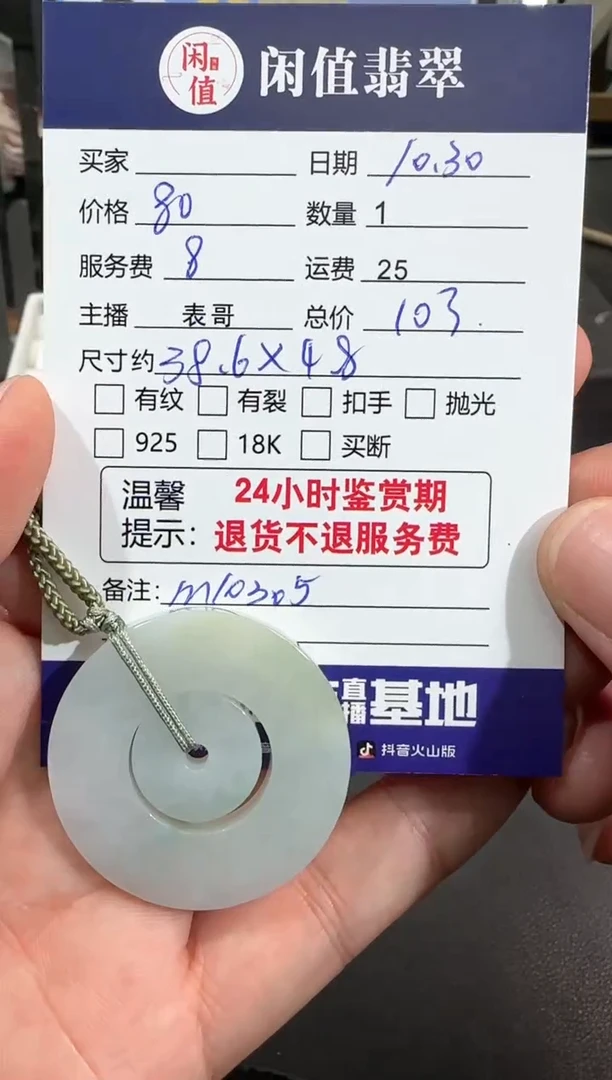 闲值 闲值翡翠
买家 日期 10.30
价格 80 数量 1
服务费 8 运费 25
主播 表哥 总价 103.
尺寸约 38.6×4.8
有纹 有裂 扣手 抛光
925 18K 买断
温馨提示: 24小时鉴赏期
退货不退服务费
备注: m10305
直播基地
抖音火山版